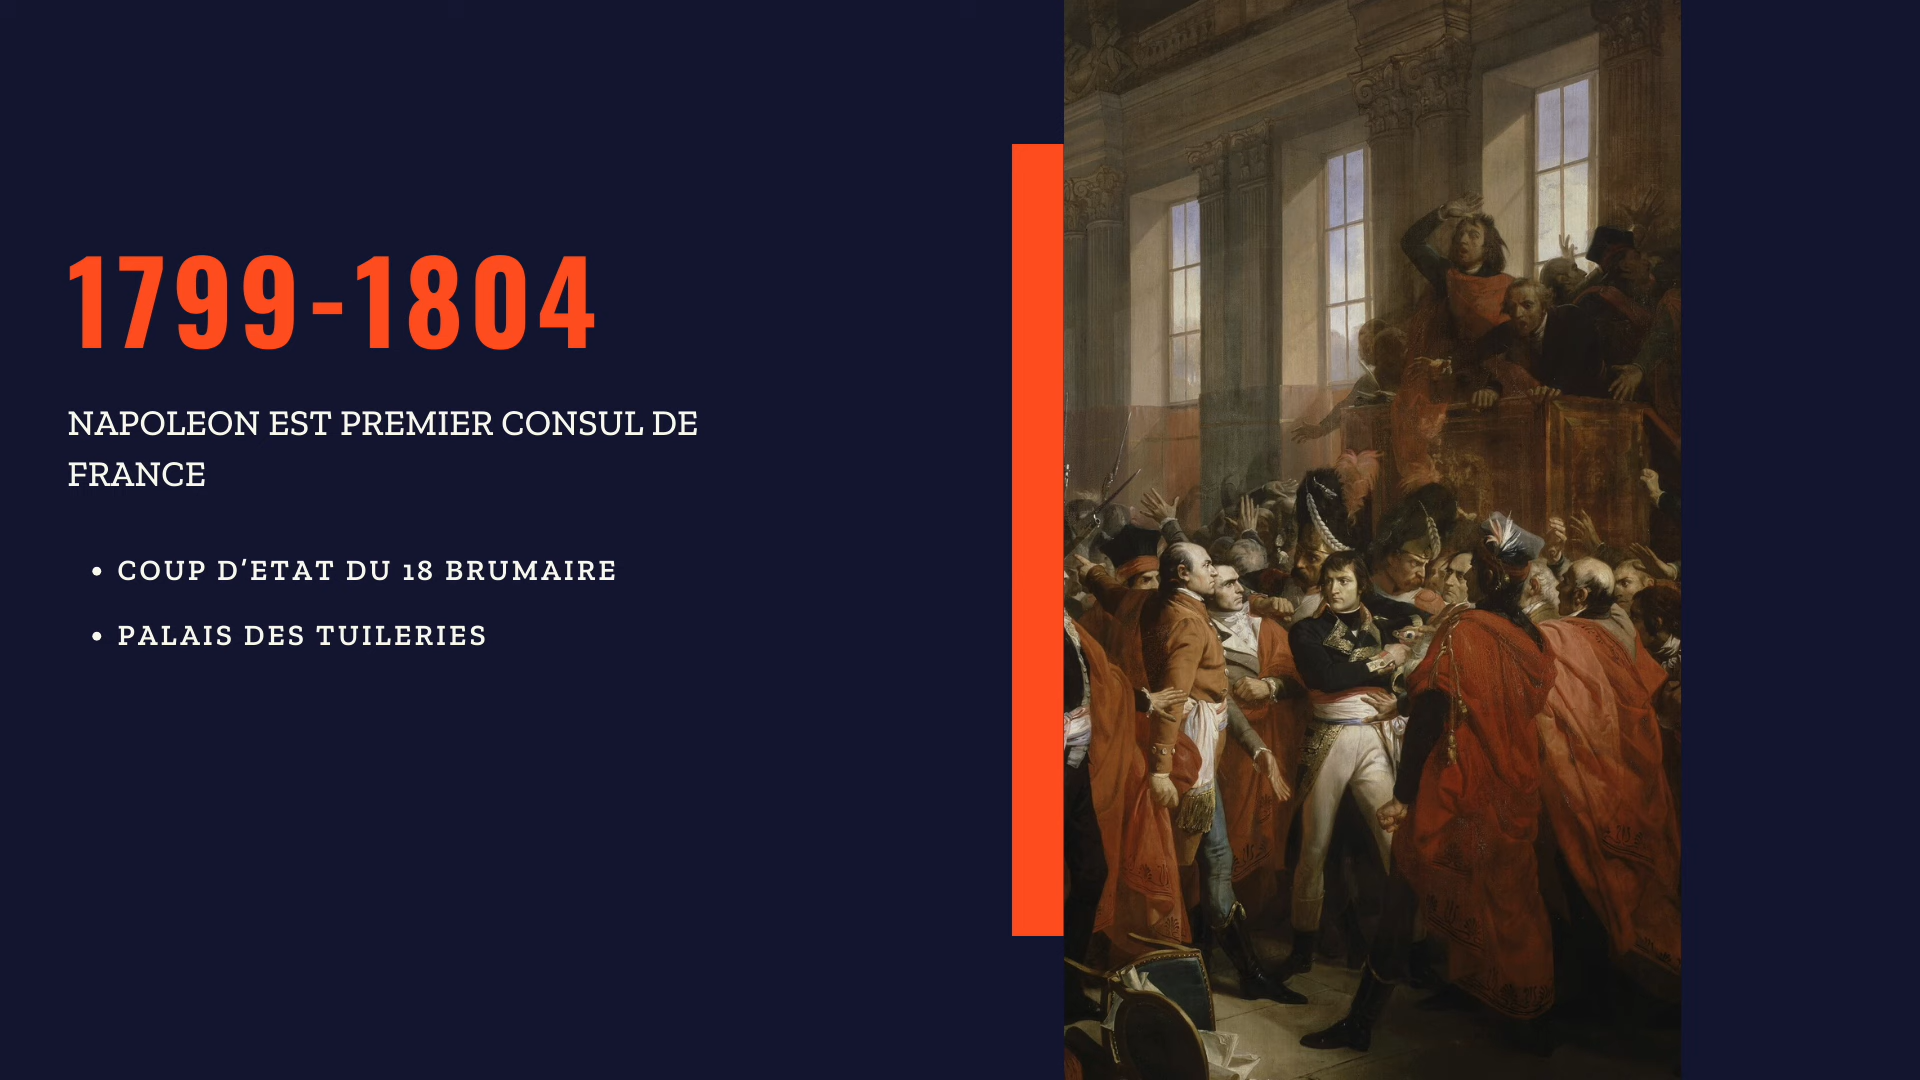 1799-1804
NAPOLEON EST PREMIER CONSUL DE
FRANCE
• COUP D'ETAT DU 18 BRUMAIRE
• PALAIS DES TUILERIES